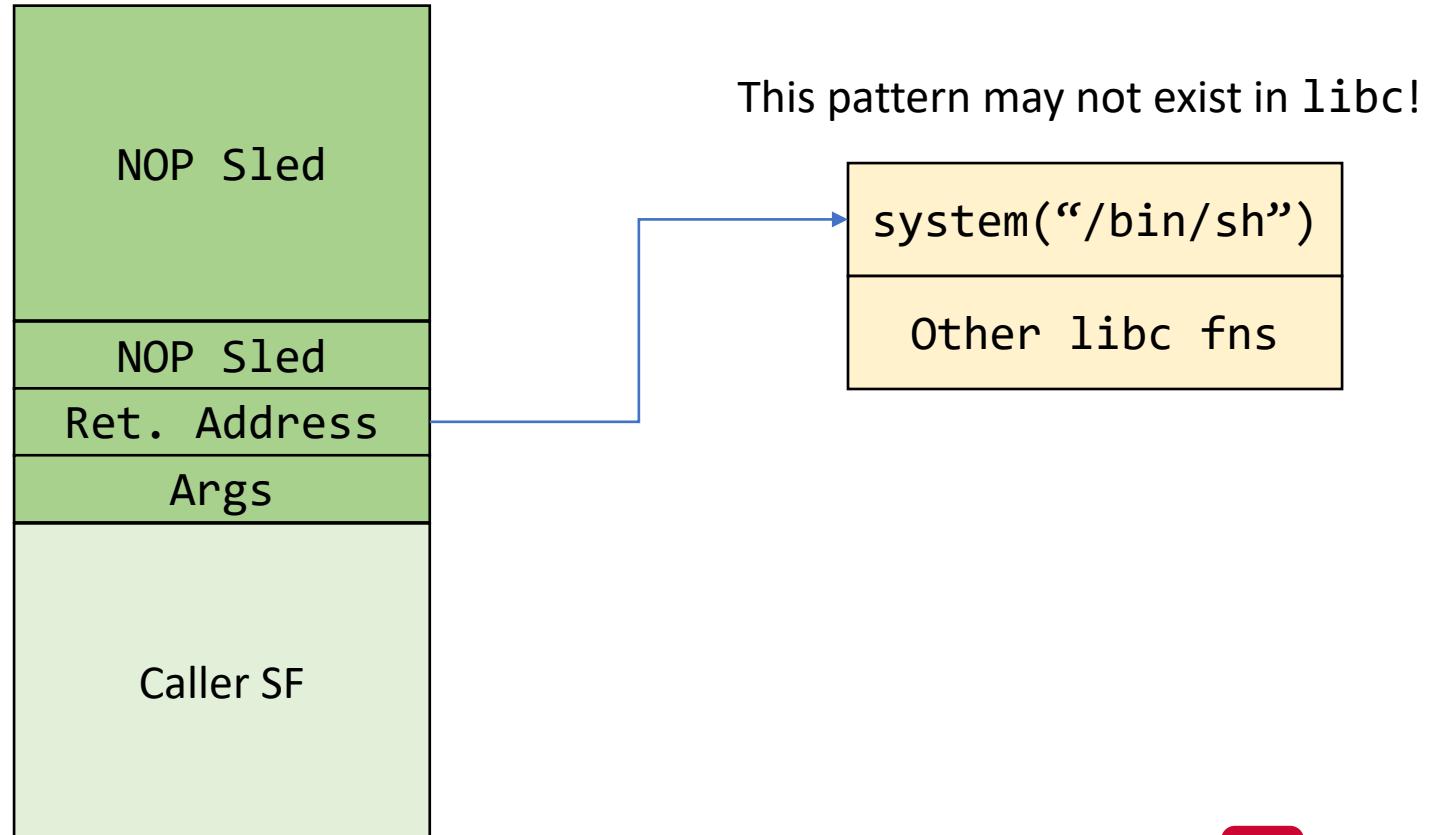 This pattern may not exist in libc!
NOP Sled
system(“/bin/sh”)
Other libc fns
NOP Sled
Ret. Address
Args
Caller SF